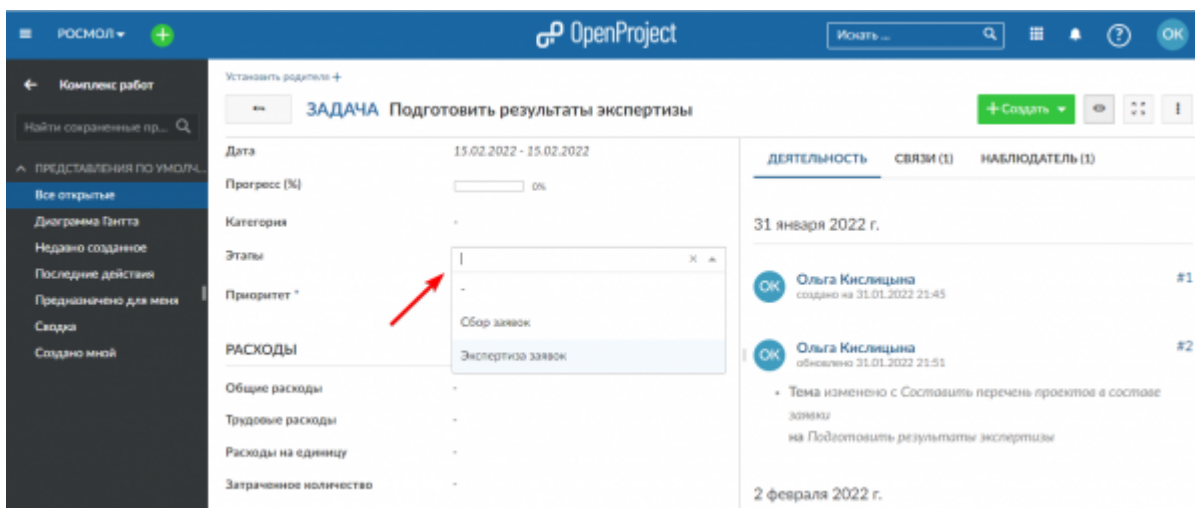 РОСМОЛ
OpenProject
Искать ...
ОК
Комплекс работ
Найти сохраненные пр...
ПРЕДСТАВЛЕНИЯ ПО УМОЛЧ...
Все открытые
Диаграмма Гантта
Недавно созданное
Последние действия
Предназначено для меня
Сводка
Создано мной
Установить родителя +
ЗАДАЧА Подготовить результаты экспертизы
+ Создать
Дата 15.02.2022 - 15.02.2022
Прогресс (%) 0%
Категория -
Этапы
-
Приоритет *
Сбор заявок
Экспертиза заявок
РАСХОДЫ
Общие расходы -
Трудовые расходы -
Расходы на единицу -
Затраченное количество -
ДЕЯТЕЛЬНОСТЬ СВЯЗИ (1) НАБЛЮДАТЕЛЬ (1)
31 января 2022 г.
ОК Ольга Кислицына #1
создано на 31.01.2022 21:45
ОК Ольга Кислицына #2
обновлено 31.01.2022 21:51
• Тема изменено с Составить перечень проектов в составе
заявки
на Подготовить результаты экспертизы
2 февраля 2022 г.